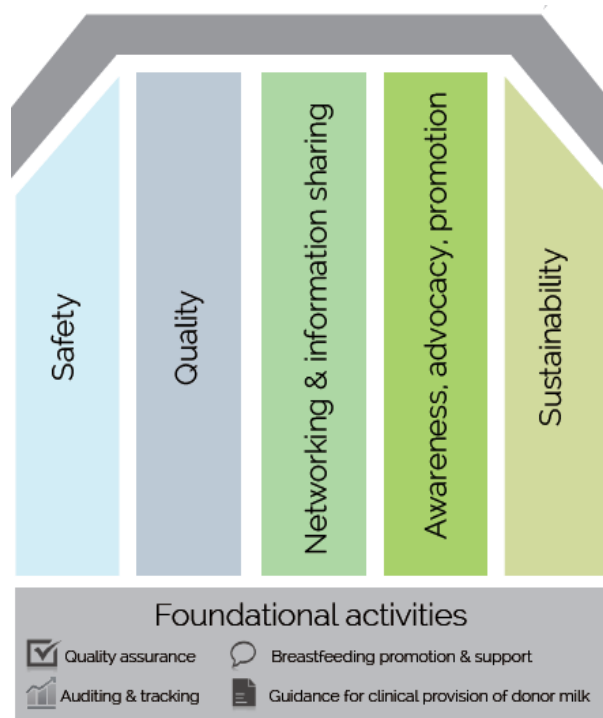 Safety
Quality
Networking & information sharing
Awareness, advocacy, promotion
Sustainability
Foundational activities
Quality assurance
Breastfeeding promotion & support
Auditing & tracking
Guidance for clinical provision of donor milk